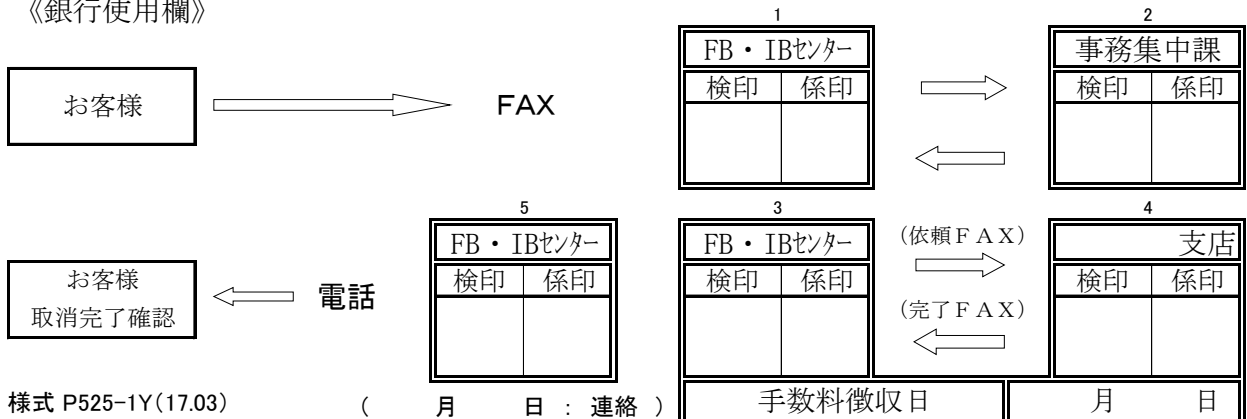 《銀行使用欄》
1
2
FB・IBｾﾝﾀｰ
事務集中課
お客様
FAX
検印
係印
検印
係印
5
3
4
FB・IBｾﾝﾀｰ
FB・IBｾﾝﾀｰ
(依頼ＦＡＸ)
支店
お客様
取消完了確認
電話
検印
係印
検印
係印
(完了ＦＡＸ)
検印
係印
様式 P525-1Y(17.03)
(　　月　　日 : 連絡 )
手数料徴収日
月　　日